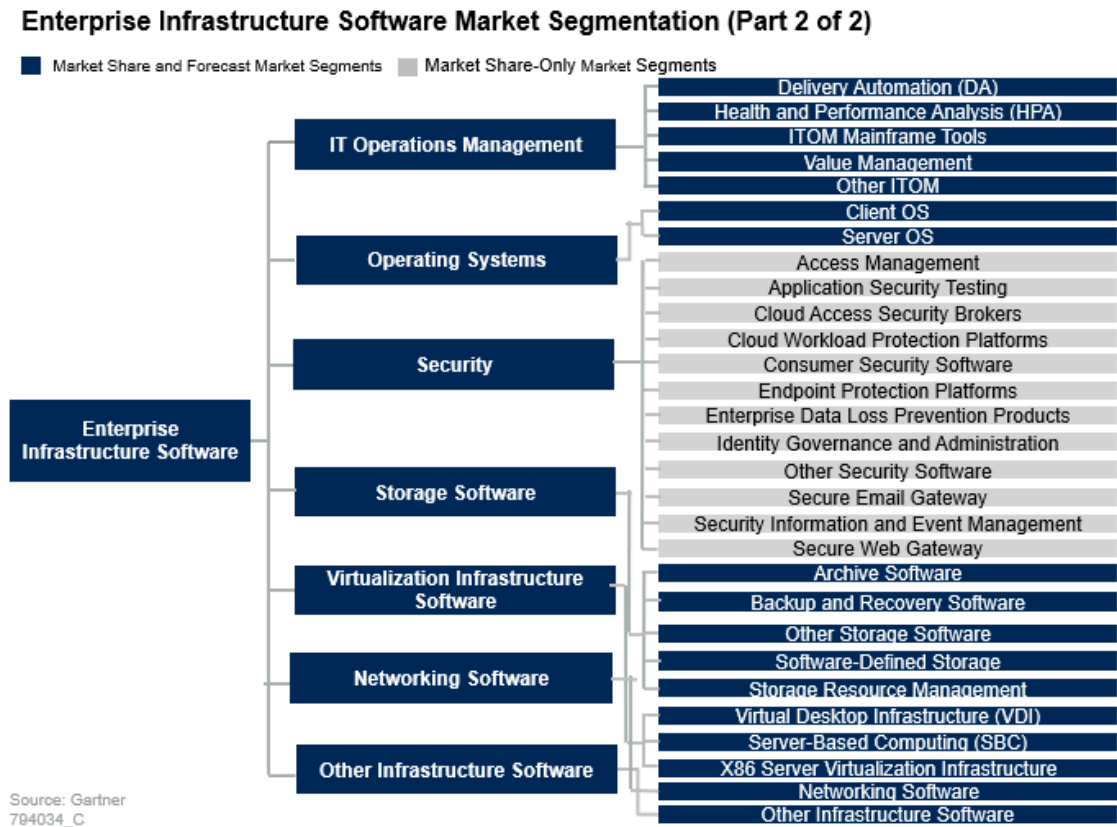 Enterprise Infrastructure Software Market Segmentation (Part 2 of 2)
Market Share and Forecast Market Segments
Market Share-Only Market Segments
Enterprise
Infrastructure Software
IT Operations Management
Delivery Automation (DA)
Health and Performance Analysis (HPA)
ITOM Mainframe Tools
Value Management
Other ITOM
Operating Systems
Client OS
Server OS
Security
Access Management
Application Security Testing
Cloud Access Security Brokers
Cloud Workload Protection Platforms
Consumer Security Software
Endpoint Protection Platforms
Enterprise Data Loss Prevention Products
Identity Governance and Administration
Other Security Software
Secure Email Gateway
Security Information and Event Management
Secure Web Gateway
Storage Software
Archive Software
Backup and Recovery Software
Other Storage Software
Software-Defined Storage
Storage Resource Management
Virtualization Infrastructure
Software
Virtual Desktop Infrastructure (VDI)
Server-Based Computing (SBC)
X86 Server Virtualization Infrastructure
Networking Software
Networking Software
Other Infrastructure Software
Other Infrastructure Software
Source: Gartner
794034_C